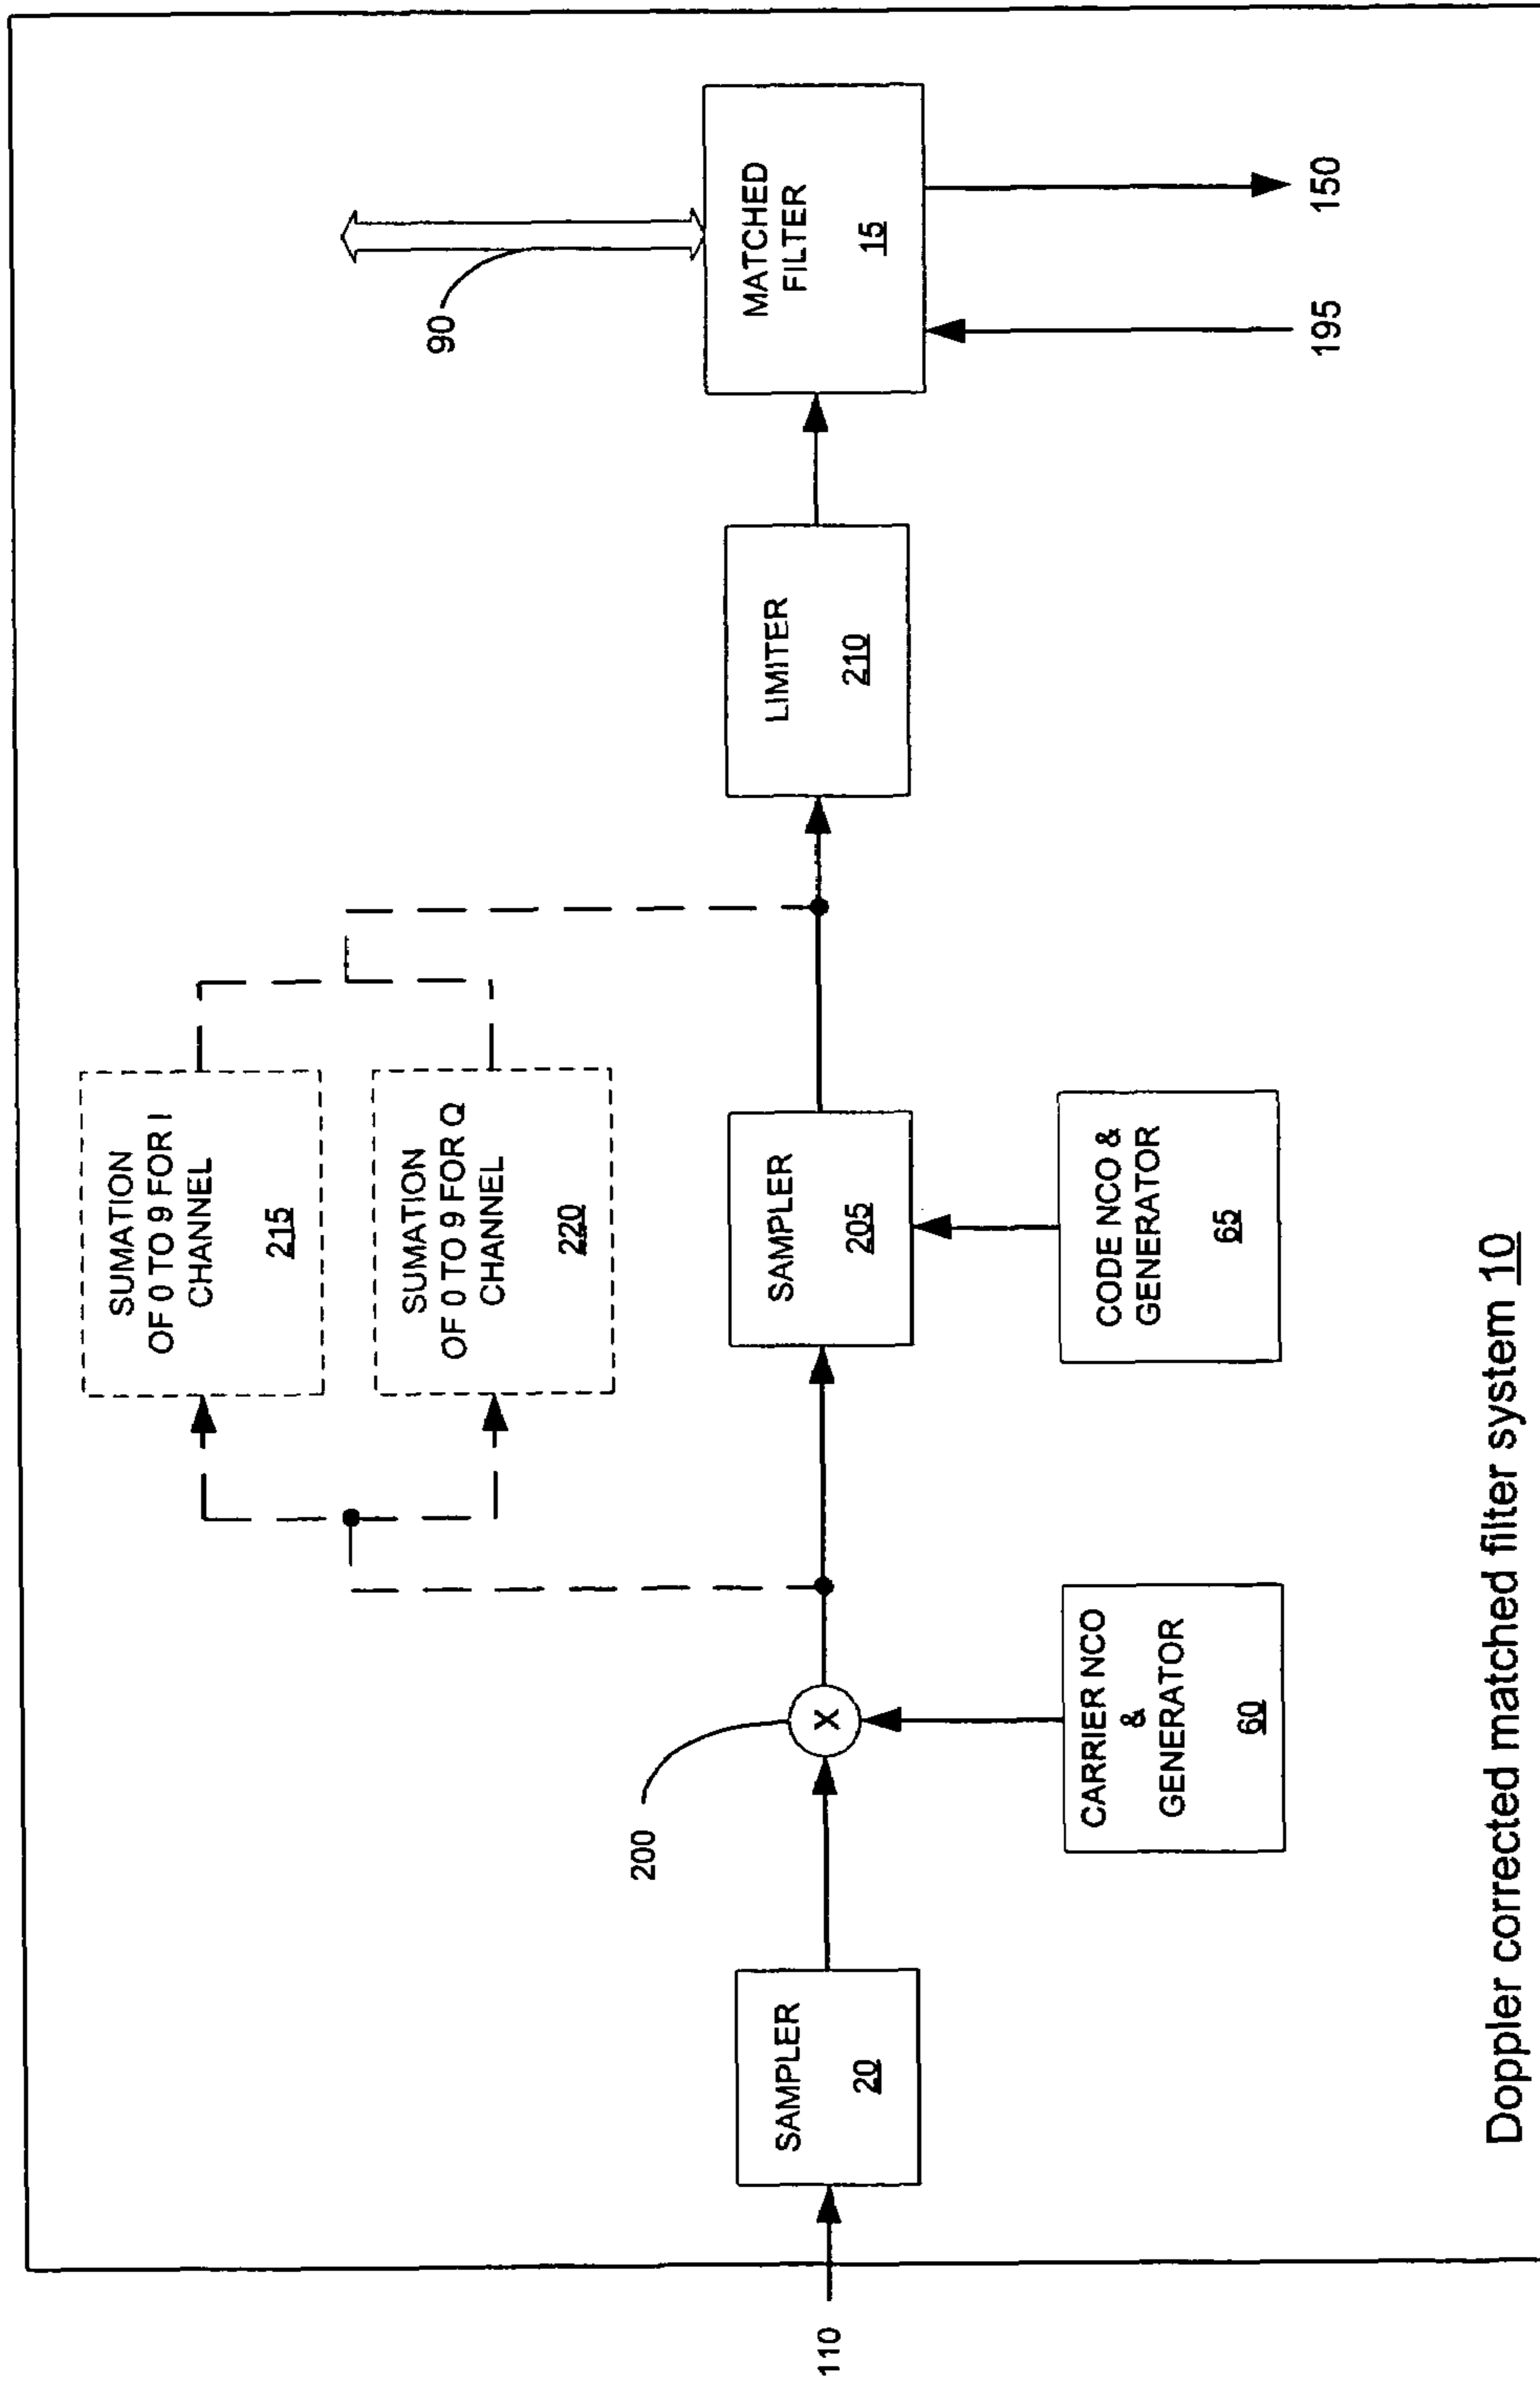 SUMATION
OF 0 TO 9 FOR I
CHANNEL
215
SUMATION
OF 0 TO 9 FOR Q
CHANNEL
220
90
200
110
SAMPLER
20
X
SAMPLER
205
LIMITER
210
MATCHED
FILTER
15
CARRIER NCO
&
GENERATOR
60
CODE NCO &
GENERATOR
65
195
150
Doppler corrected matched filter system 10